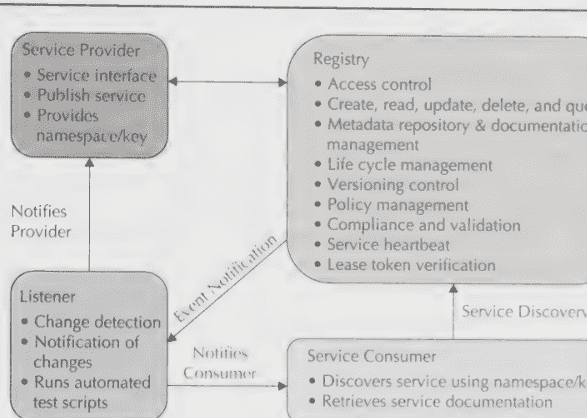 Service Provider
• Service interface
• Publish service
• Provides
namespace/key
Registry
• Access control
• Create, read, update, delete, and que
• Metadata repository & documentatio
management
• Life cycle management
• Versioning control
• Policy management
• Compliance and validation
• Service heartbeat
• Lease token verification
Notifies
Provider
Event Notification
Listener
• Change detection
• Notification of
changes
• Runs automated
test scripts
Notifies
Consumer
Service Discovery
Service Consumer
• Discovers service using namespace/k
• Retrieves service documentation